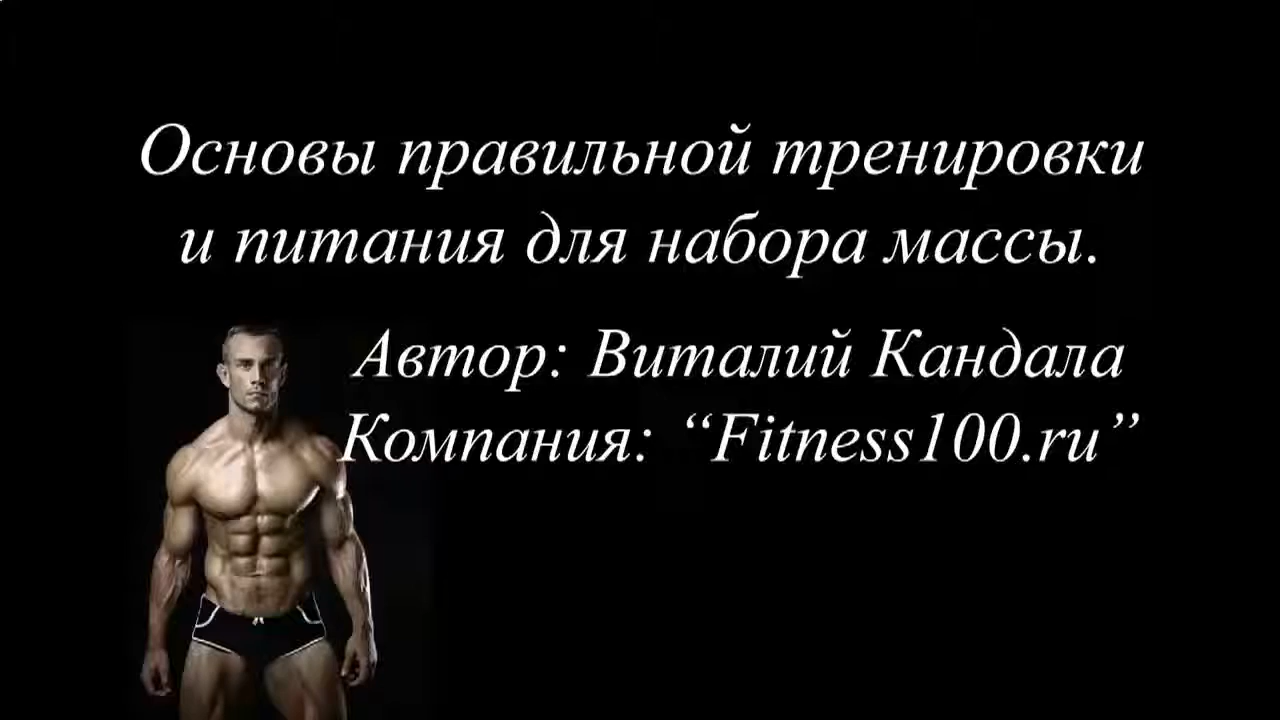 Основы правильной тренировки
и питания для набора массы.
Автор: Виталий Кандала
Компания: “Fitness100.ru”